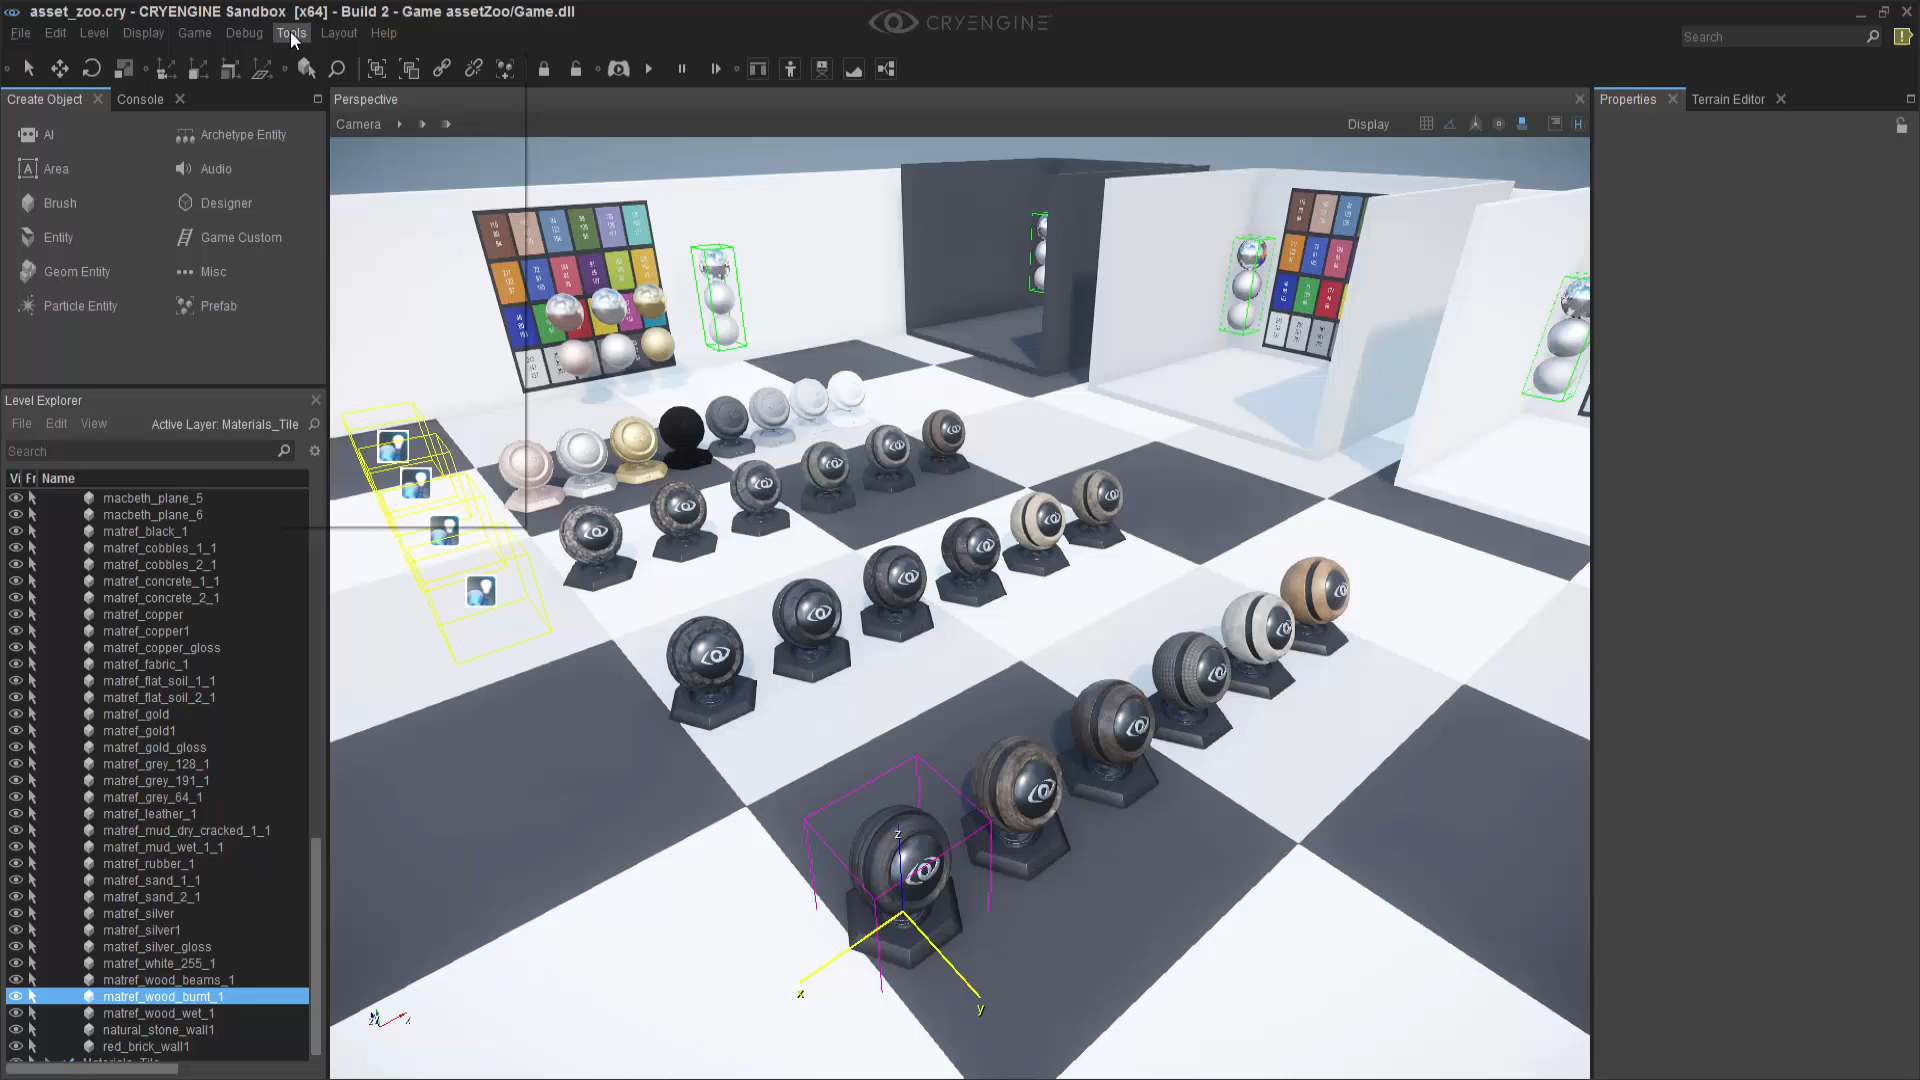 asset_zoo.cry - CRYENGINE Sandbox [x64] - Build 2 - Game assetZoo/Game.dll
CRYENGINE
File Edit Level Display Game Debug Tools Layout Help
Search
Create Object
Console
Perspective
Properties
Terrain Editor
Camera
Display
AI
Archetype Entity
Area
Audio
Brush
Designer
Entity
Game Custom
Geom Entity
Misc
Particle Entity
Prefab
Level Explorer
File Edit View Active Layer: Materials_Tile
Search
Vi Fr Name
macbeth_plane_5
macbeth_plane_6
matref_black_1
matref_cobbles_1_1
matref_cobbles_2_1
matref_concrete_1_1
matref_concrete_2_1
matref_copper
matref_copper1
matref_copper_gloss
matref_fabric_1
matref_flat_soil_1_1
matref_flat_soil_2_1
matref_gold
matref_gold1
matref_gold_gloss
matref_grey_128_1
matref_grey_191_1
matref_grey_64_1
matref_leather_1
matref_mud_dry_cracked_1_1
matref_mud_wet_1_1
matref_rubber_1
matref_sand_1_1
matref_sand_2_1
matref_silver
matref_silver1
matref_silver_gloss
matref_white_255_1
matref_wood_beams_1
matref_wood_burnt_1
matref_wood_wet_1
natural_stone_wall1
red_brick_wall1
Materials_Tile
z
x
y